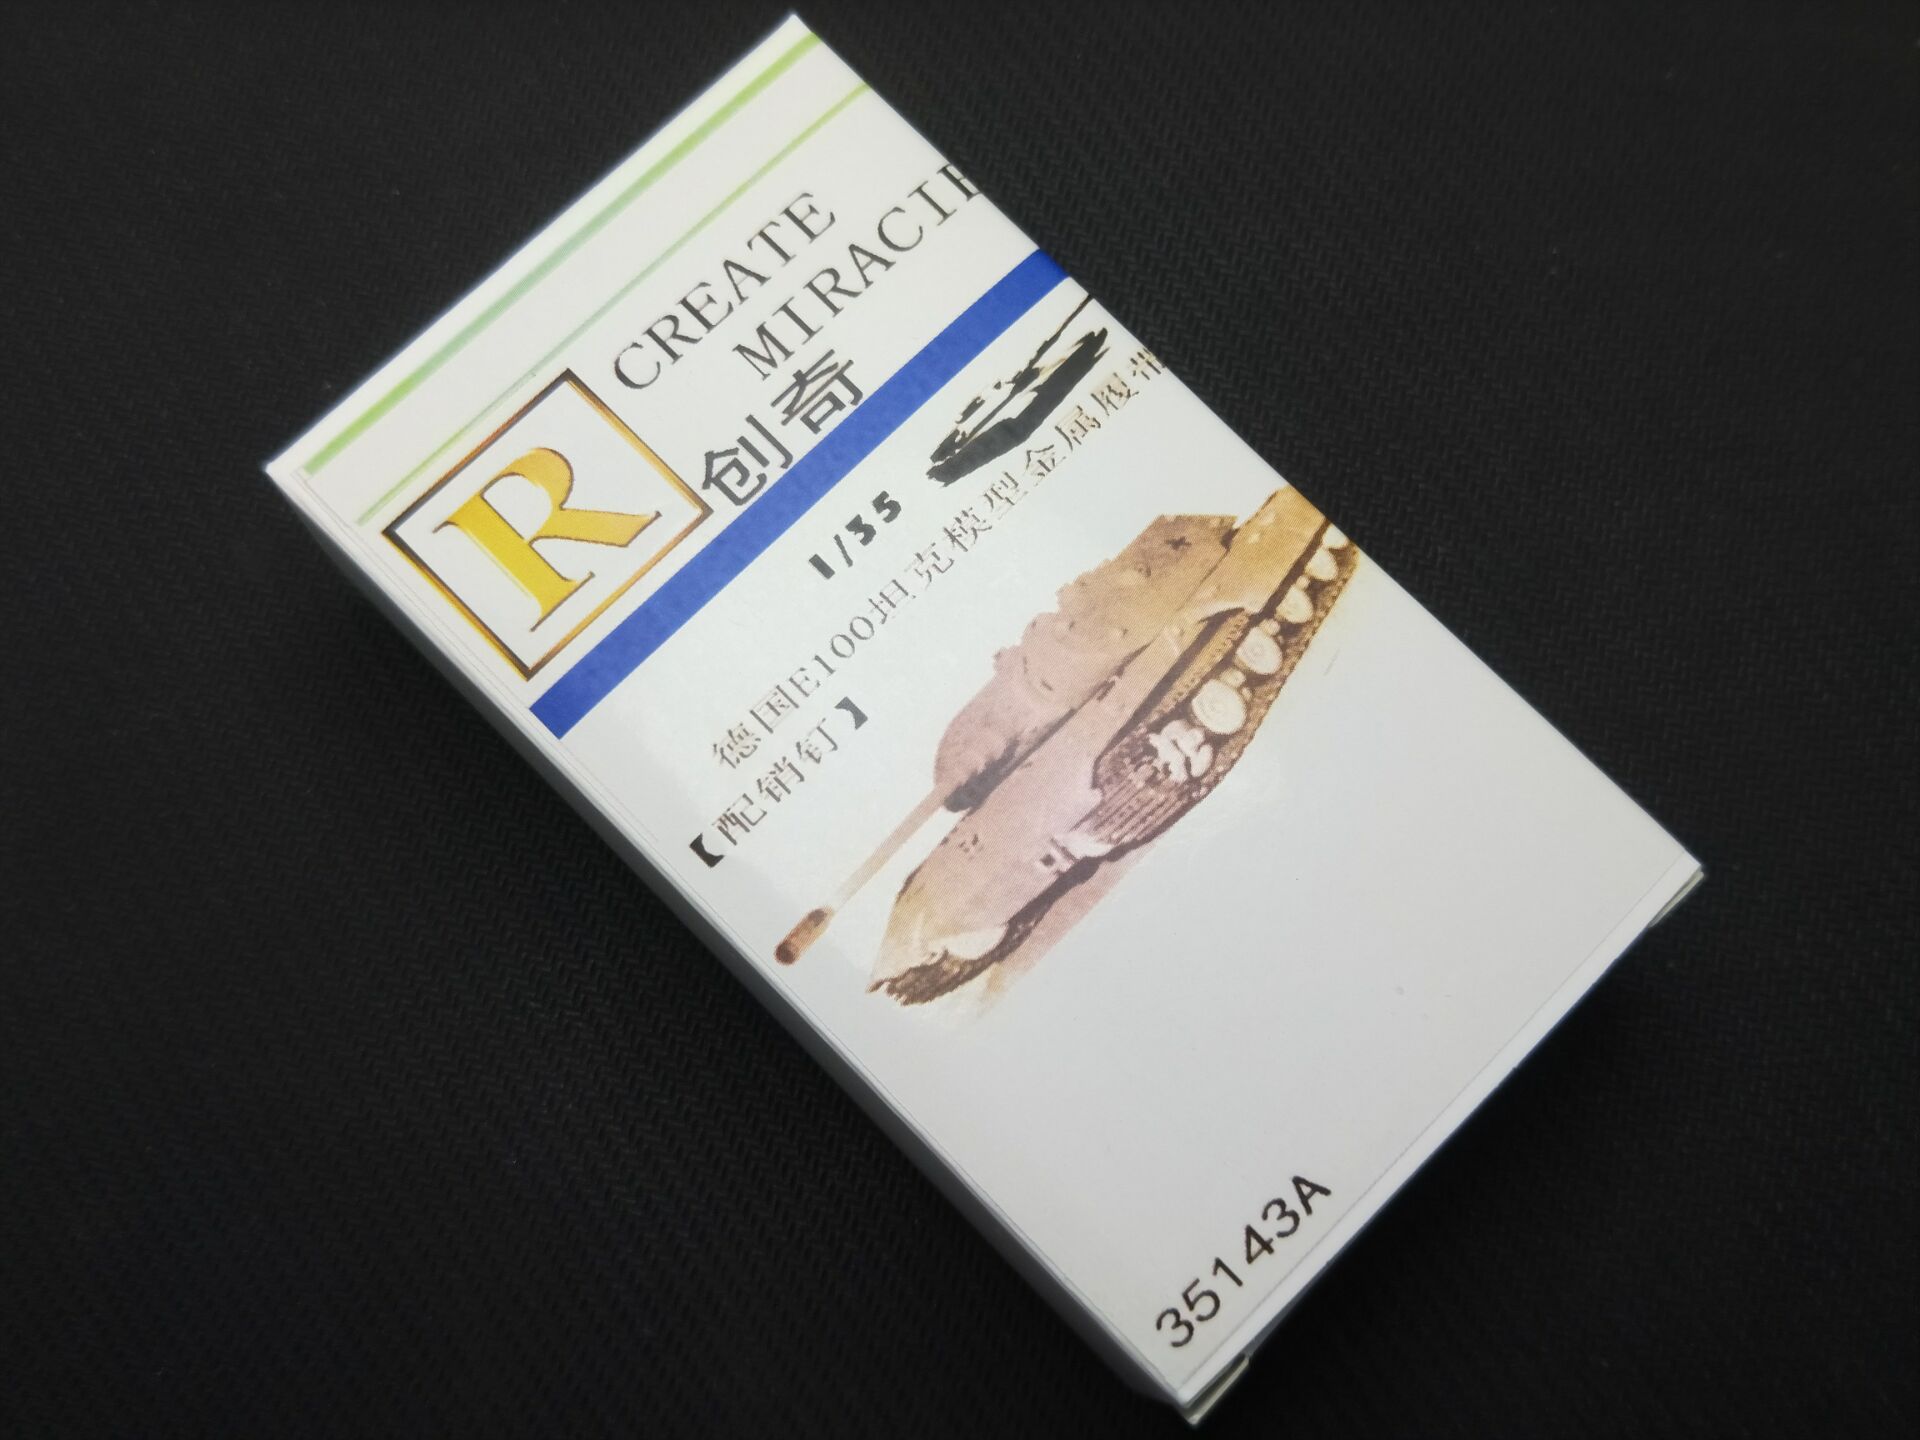 R
CREATE
MIRACIE
创奇
1/35
德国E100坦克模型金属履带
【配销钉】
35143A